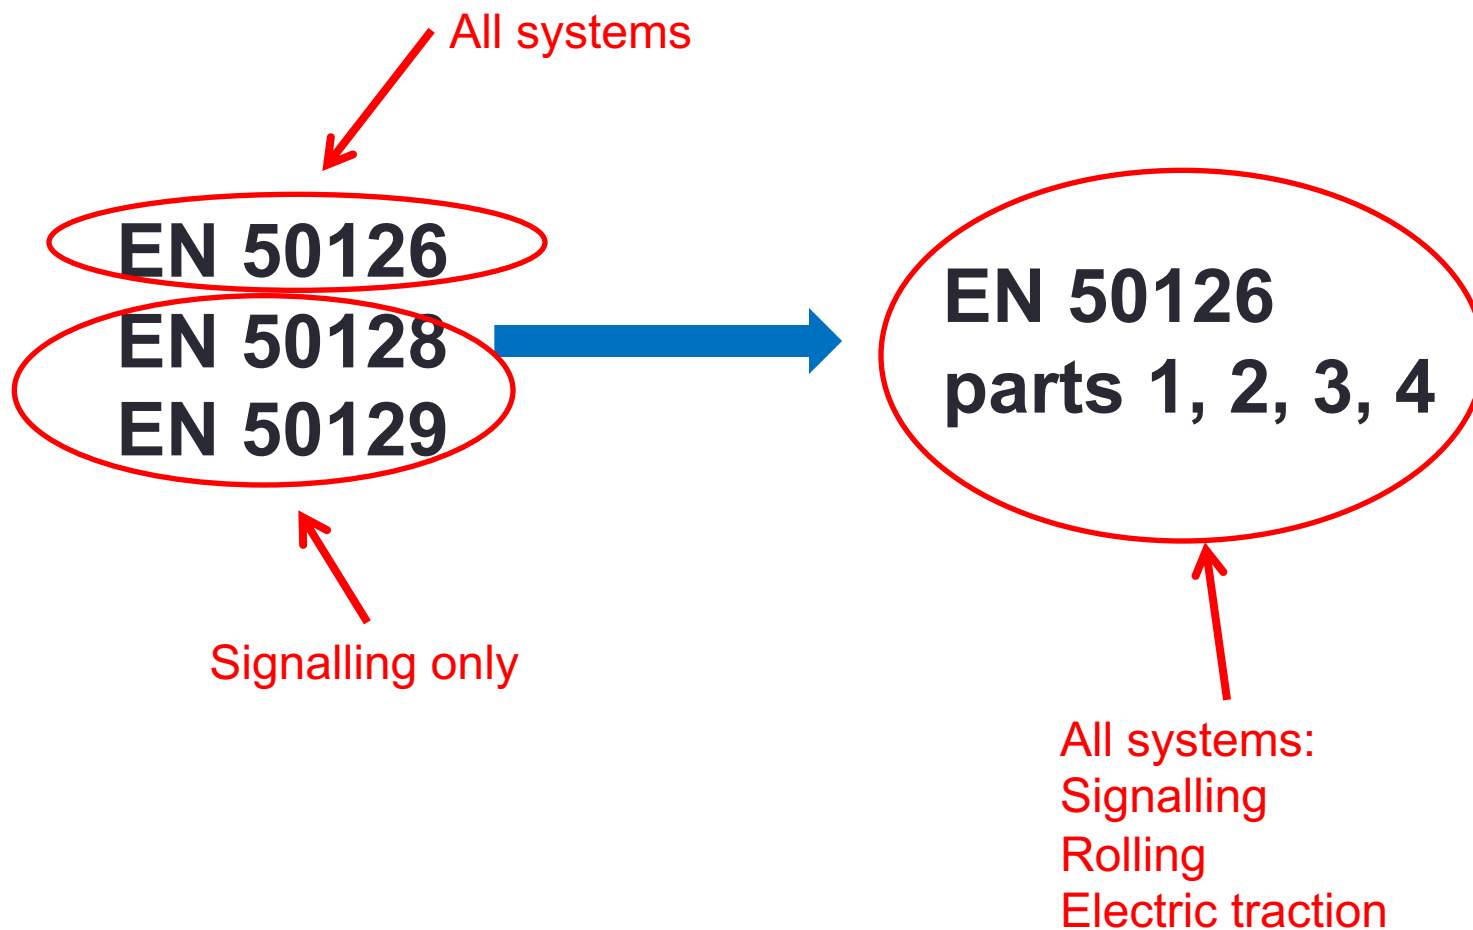 All systems
EN 50126
EN 50128
EN 50129
Signalling only
EN 50126
parts 1, 2, 3, 4
All systems:
Signalling
Rolling
Electric traction